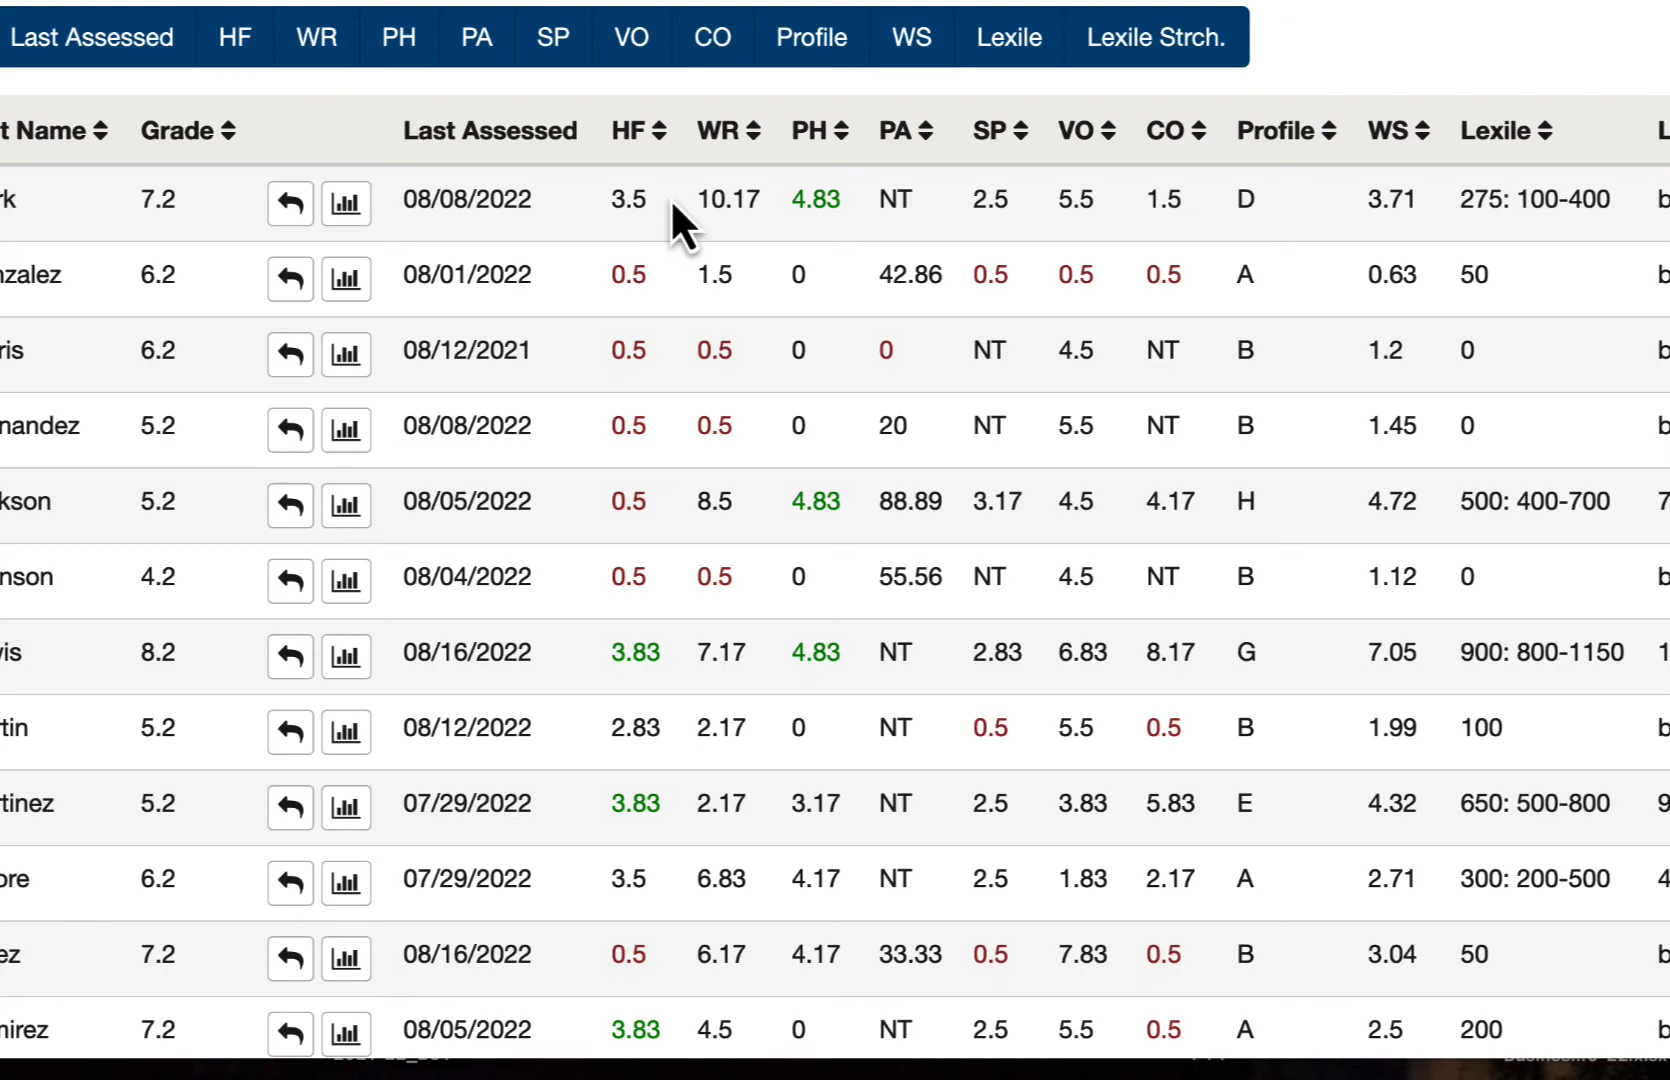 Last Assessed HF WR PH PA SP VO CO Profile WS Lexile Lexile Strch.
t Name Grade Last Assessed HF WR PH PA SP VO CO Profile WS Lexile L
rk 7.2 08/08/2022 3.5 10.17 4.83 NT 2.5 5.5 1.5 D 3.71 275: 100-400 b
nzalez 6.2 08/01/2022 0.5 1.5 0 42.86 0.5 0.5 0.5 A 0.63 50 b
ris 6.2 08/12/2021 0.5 0.5 0 0 NT 4.5 NT B 1.2 0 b
nandez 5.2 08/08/2022 0.5 0.5 0 20 NT 5.5 NT B 1.45 0 b
kson 5.2 08/05/2022 0.5 8.5 4.83 88.89 3.17 4.5 4.17 H 4.72 500: 400-700 7
nson 4.2 08/04/2022 0.5 0.5 0 55.56 NT 4.5 NT B 1.12 0 b
vis 8.2 08/16/2022 3.83 7.17 4.83 NT 2.83 6.83 8.17 G 7.05 900: 800-1150 1
tin 5.2 08/12/2022 2.83 2.17 0 NT 0.5 5.5 0.5 B 1.99 100 b
tinez 5.2 07/29/2022 3.83 2.17 3.17 NT 2.5 3.83 5.83 E 4.32 650: 500-800 9
ore 6.2 07/29/2022 3.5 6.83 4.17 NT 2.5 1.83 2.17 A 2.71 300: 200-500 4
ez 7.2 08/16/2022 0.5 6.17 4.17 33.33 0.5 7.83 0.5 B 3.04 50 b
mirez 7.2 08/05/2022 3.83 4.5 0 NT 2.5 5.5 0.5 A 2.5 200 b